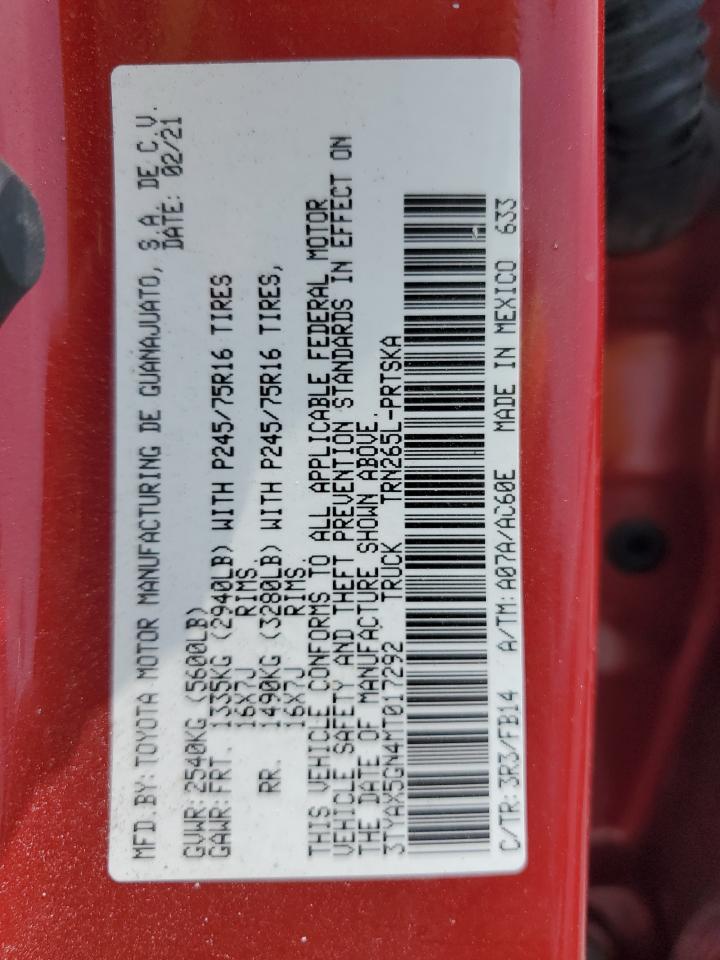 MFD.BY:TOYOTA MOTOR MANUFACTURING DE GUANAJUATO, S.A. DE C.V.
DATE: 02/21
GVWR:2540KG (5600LB)
GAWR:FRT. 1335KG (2940LB) WITH P245/75R16 TIRES
16X7J RIMS.
RR. 1490KG (3280LB) WITH P245/75R16 TIRES,
16X7J RIMS.
THIS VEHICLE CONFORMS TO ALL APPLICABLE FEDERAL MOTOR
VEHICLE SAFETY AND THEFT PREVENTION STANDARDS IN EFFECT ON
THE DATE OF MANUFACTURE SHOWN ABOVE.
3TYAX5GN4MT017292 TRUCK TRN265L-PRTSKA
C/TR:3R3/FB14 A/TM:A07A/AC60E MADE IN MEXICO 633